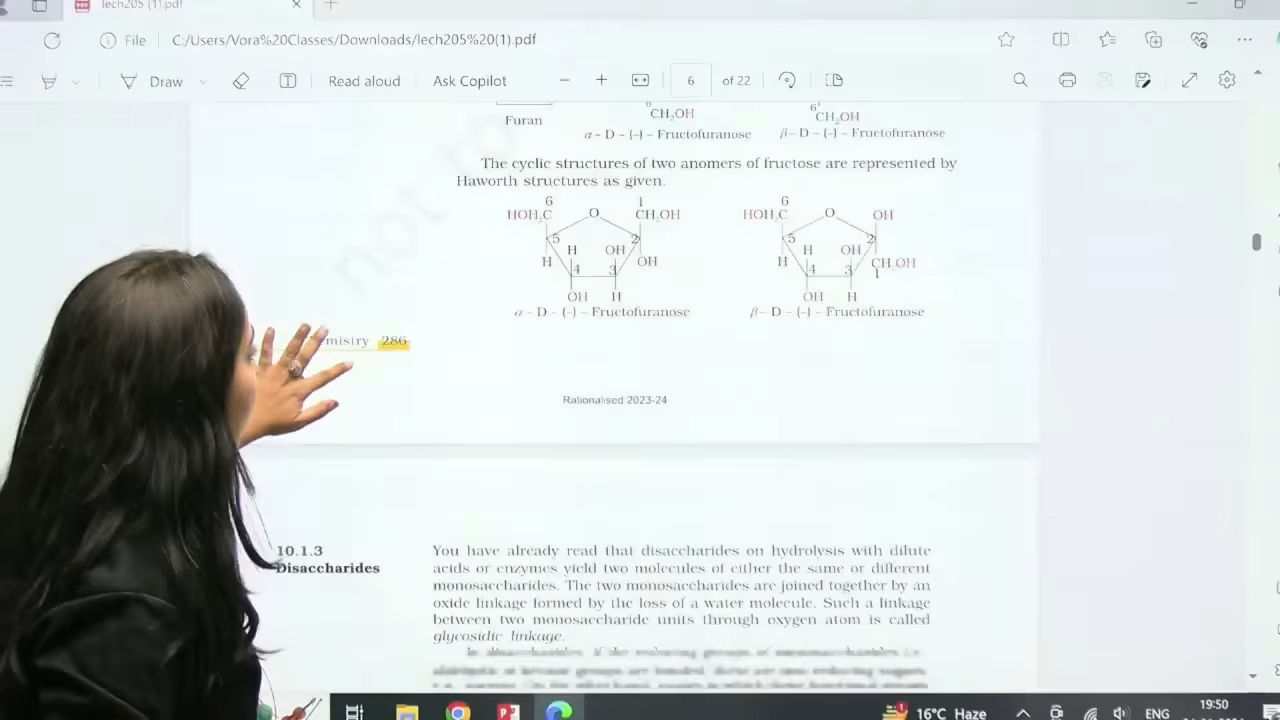 lech205 (1).pdf
File C:/Users/Vora%20Classes/Downloads/lech205%20(1).pdf
Draw Read aloud Ask Copilot 6 of 22
Furan
6
CH₂OH
α – D – (–) – Fructofuranose
6
CH₂OH
β – D – (–) – Fructofuranose
The cyclic structures of two anomers of fructose are represented by
Haworth structures as given.
6 1 6
HOH₂C O CH₂OH HOH₂C O OH
5 2 5 2
H OH H OH
H OH H CH₂OH
4 3 4 3 1
OH H OH H
α – D – (–) – Fructofuranose β – D – (–) – Fructofuranose
mistry 286
Rationalised 2023-24
10.1.3
Disaccharides
You have already read that disaccharides on hydrolysis with dilute
acids or enzymes yield two molecules of either the same or different
monosaccharides. The two monosaccharides are joined together by an
oxide linkage formed by the loss of a water molecule. Such a linkage
between two monosaccharide units through oxygen atom is called
glycosidic linkage.
16°C Haze ENG 19:50